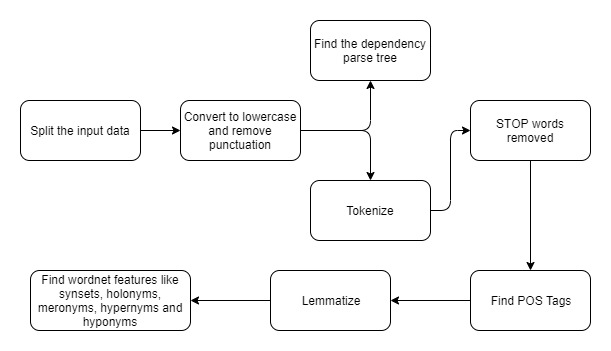 Find the dependency
parse tree
Split the input data
Convert to lowercase
and remove
punctuation
STOP words
removed
Tokenize
Find wordnet features like
synsets, holonyms,
meronyms, hypernyms and
hyponyms
Lemmatize
Find POS Tags